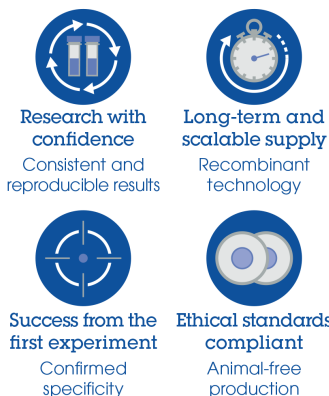 Research with
confidence
Consistent and
reproducible results
Long-term and
scalable supply
Recombinant
technology
Success from the
first experiment
Confirmed
specificity
Ethical standards
compliant
Animal-free
production